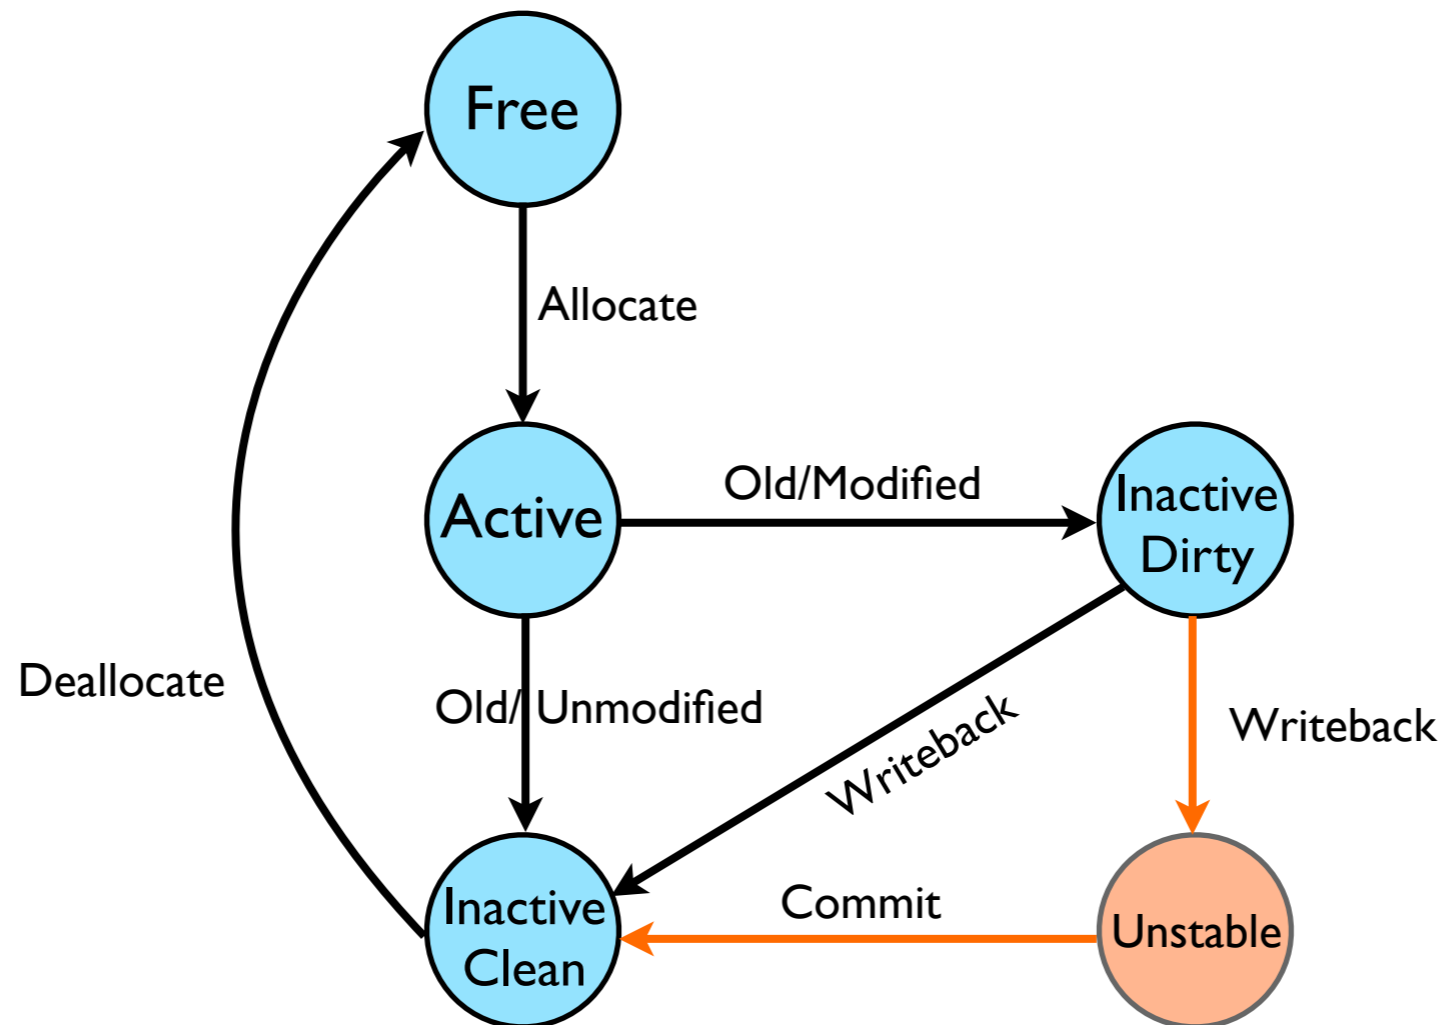 Free
Allocate
Old/Modified
Inactive
Dirty
Active
Deallocate
Old/ Unmodified
Writeback
Writeback
Commit
Inactive
Clean
Unstable